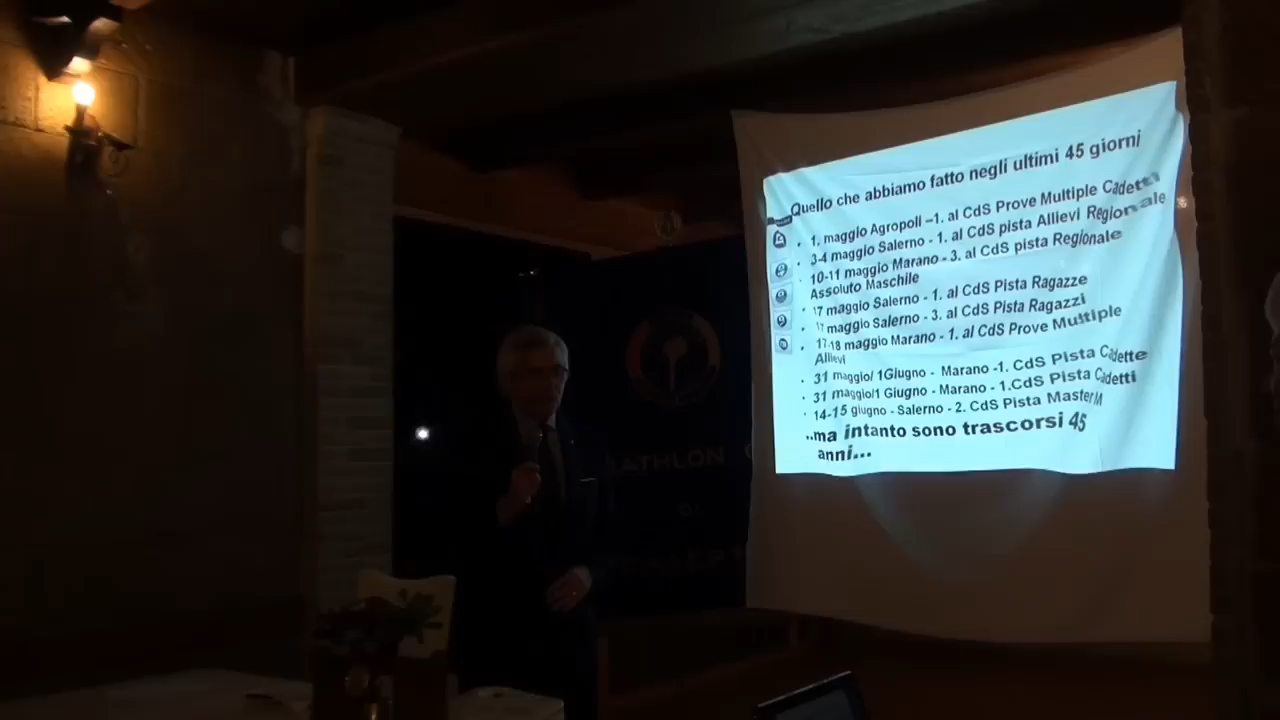 Quello che abbiamo fatto negli ultimi 45 giorni
1. maggio Agropoli –1. al CdS Prove Multiple Cadetti
3-4 maggio Salerno - 1. al CdS pista Allievi Regionale
10-11 maggio Marano - 3. al CdS pista Regionale
Assoluto Maschile
17 maggio Salerno - 1. al CdS Pista Ragazze
17 maggio Salerno - 3. al CdS Pista Ragazzi
17-18 maggio Marano - 1. al CdS Prove Multiple
Allievi
31 maggio/ 1Giugno - Marano -1. CdS Pista Cadette
31 maggio/1 Giugno - Marano - 1.CdS Pista Cadetti
14-15 giugno - Salerno - 2. CdS Pista Master M
..ma intanto sono trascorsi 45
anni...